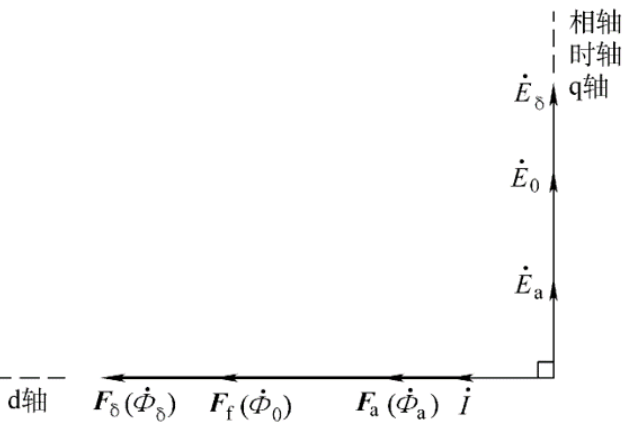 相轴
时轴
q轴
Ė_δ
Ė_0
Ė_a
d轴
F_δ(Φ̇_δ) F_f(Φ̇_0) F_a(Φ̇_a) İ